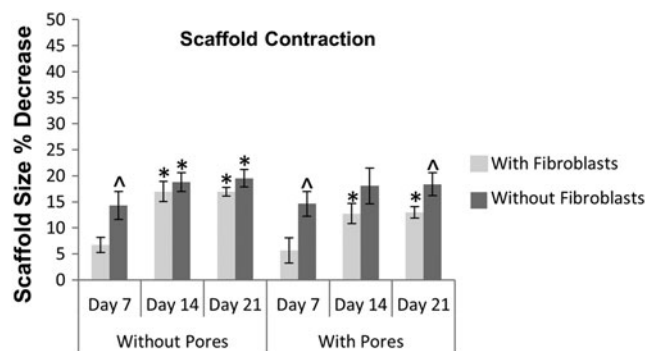 Scaffold Contraction
Scaffold Size % Decrease
50
45
40
35
30
25
20
15
10
5
0
^ * * * * ^ * * ^
With Fibroblasts
Without Fibroblasts
Day 7 Day 14 Day 21 Day 7 Day 14 Day 21
Without Pores With Pores